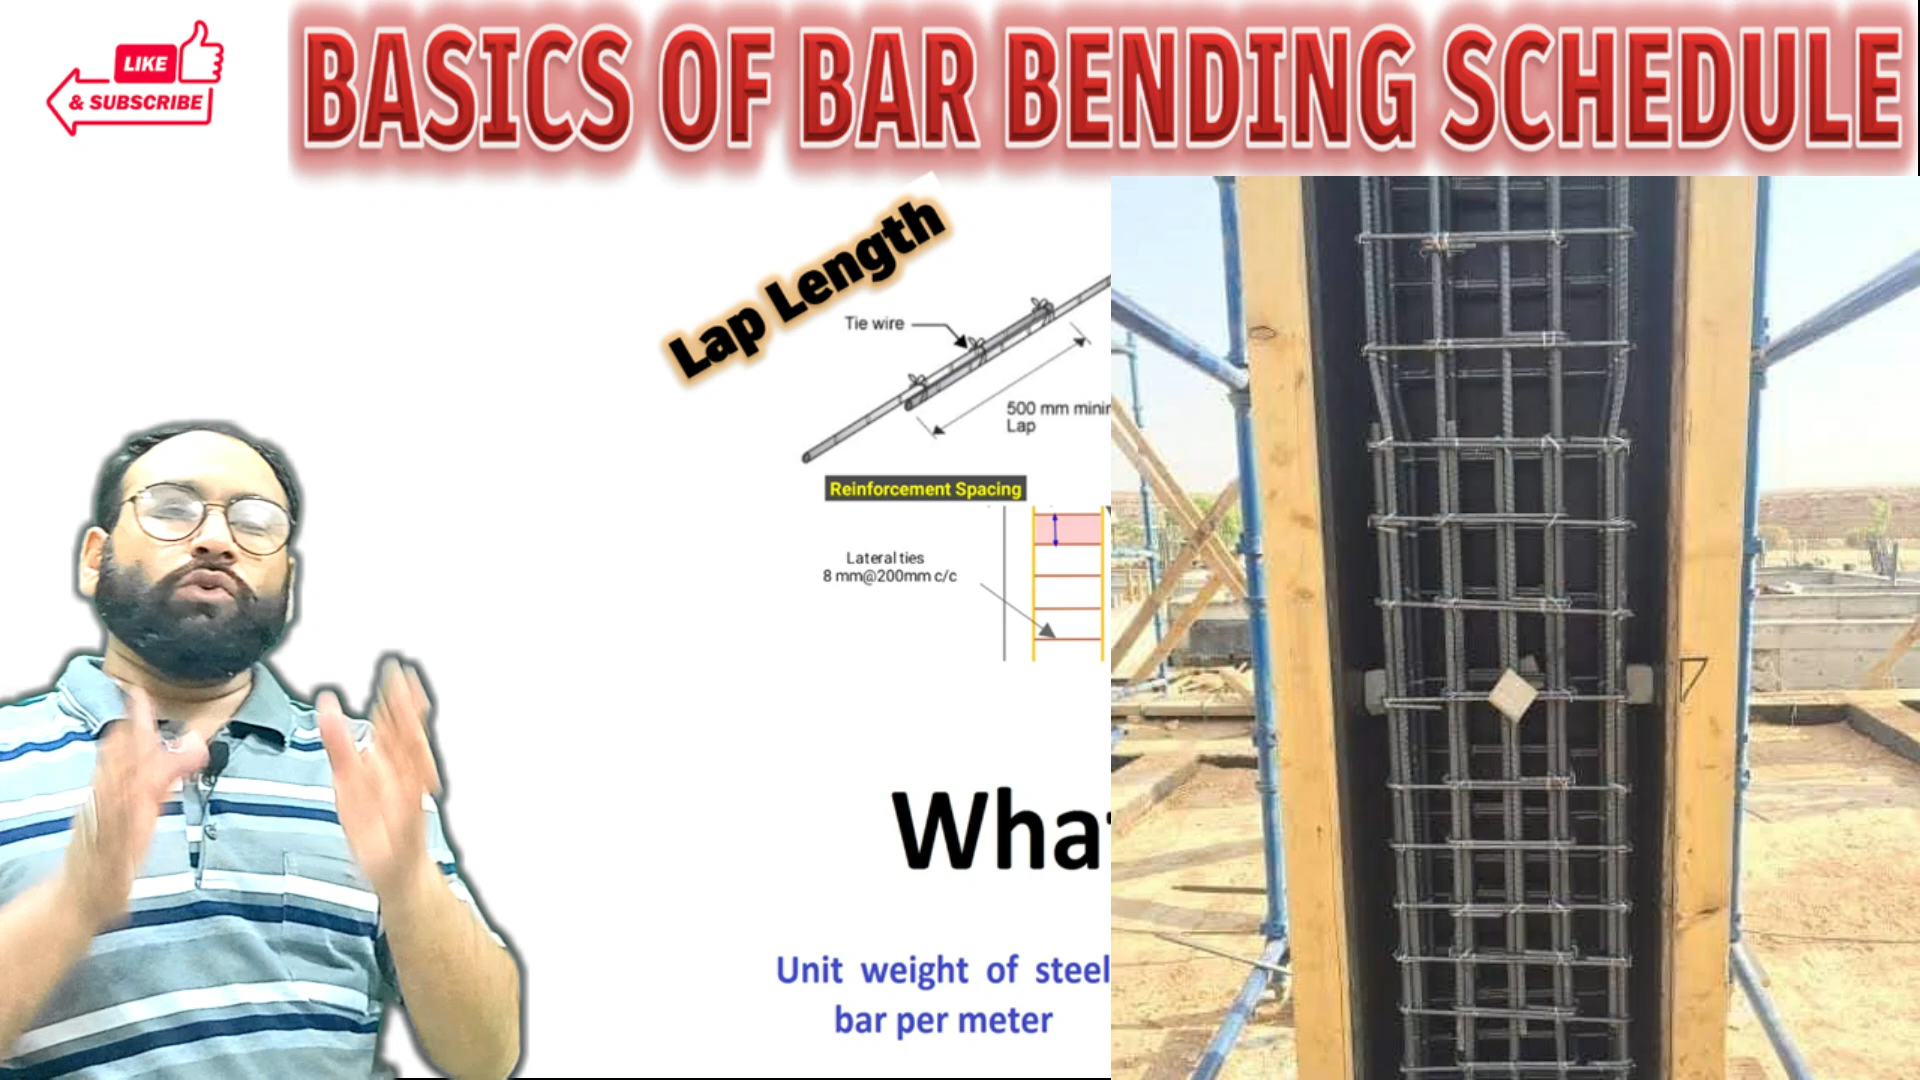 LIKE
& SUBSCRIBE
BASICS OF BAR BENDING SCHEDULE
Lap Length
Tie wire
500 mm
Lap
Reinforcement Spacing
Lateral ties
8 mm@200mm c/c
Unit weight of steel
bar per meter